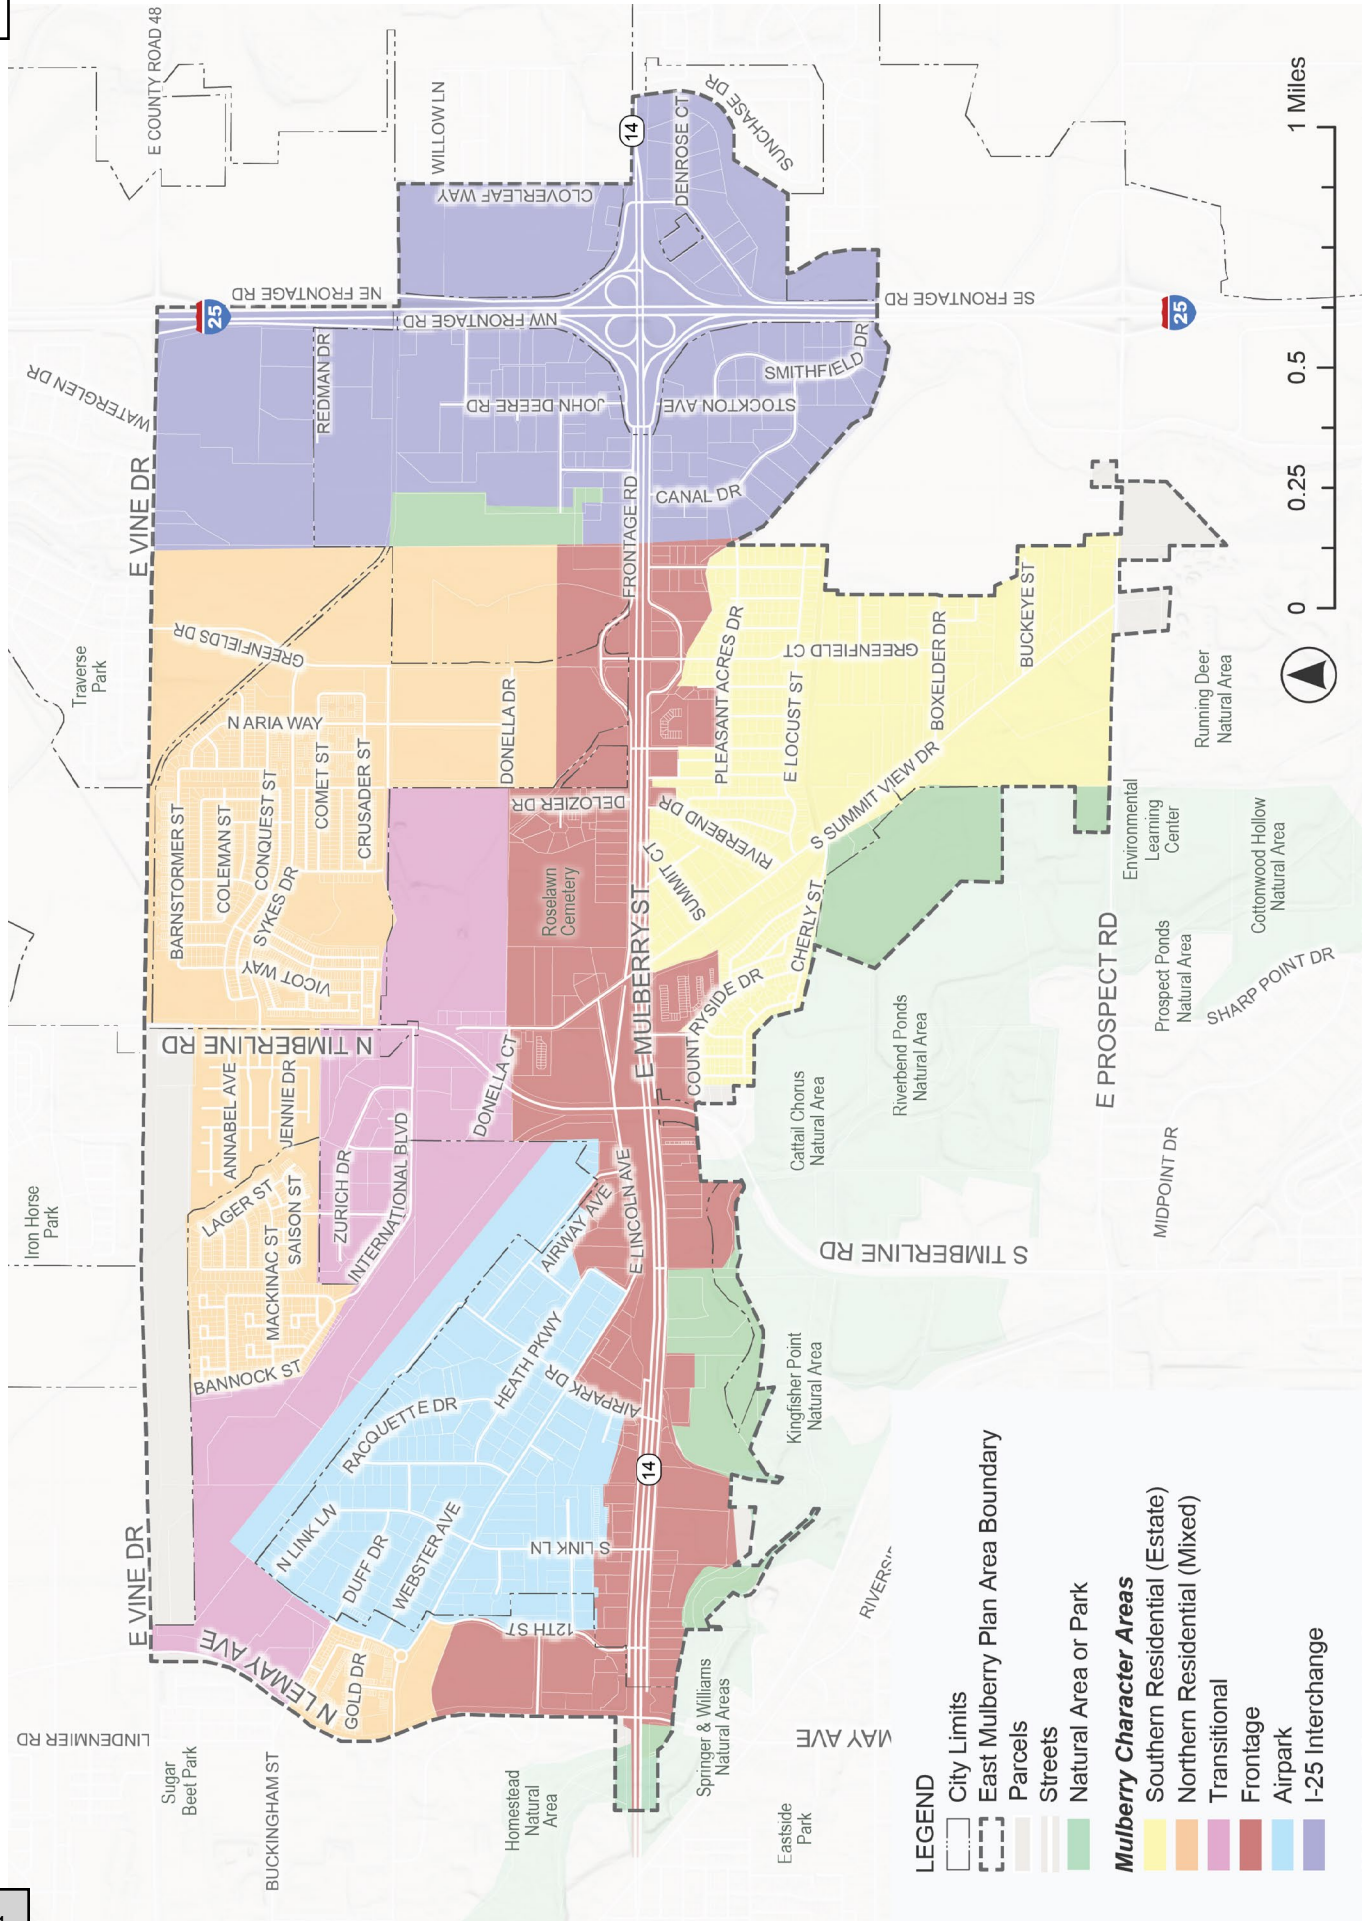 E COUNTY ROAD 48
WATERGLEN DR
E VINE DR
NE FRONTAGE RD
25
NW FRONTAGE RD
REDMAN DR
WILLOW LN
CLOVERLEAF WAY
14
DENROSE CT
SUNCHASE DR
SE FRONTAGE RD
25
SMITHFIELD DR
STOCKTON AVE
JOHN DEERE RD
CANAL DR
FRONTAGE RD
Traverse
Park
GREENFIELDS DR
N ARIA WAY
BARNSTORMER ST
COLEMAN ST
CONQUEST ST
SYKES DR
COMET ST
CRUSADER ST
VICOT WAY
DONELLA DR
DELOZIER DR
Roselawn
Cemetery
E MULBERRY ST
PLEASANT ACRES DR
GREENFIELD CT
E LOCUST ST
BOXELDER DR
BUCKEYE ST
RIVERBEND DR
SUMMIT CT
S SUMMIT VIEW DR
CHERLY ST
COUNTRYSIDE DR
Running Deer
Natural Area
Environmental
Learning
Center
Cottonwood Hollow
Natural Area
Prospect Ponds
Natural Area
SHARP POINT DR
E PROSPECT RD
Riverbend Ponds
Natural Area
Cattail Chorus
Natural Area
MIDPOINT DR
S TIMBERLINE RD
N TIMBERLINE RD
ANNABEL AVE
JENNIE DR
DONELLA CT
ZURICH DR
INTERNATIONAL BLVD
LAGER ST
SAISON ST
MACKINAC ST
BANNOCK ST
Iron Horse
Park
AIRWAY AVE
E LINCOLN AVE
HEATH PKWY
AIRPARK DR
RACQUETTE DR
N LINK LN
DUFF DR
WEBSTER AVE
S LINK LN
12TH ST
14
Kingfisher Point
Natural Area
E VINE DR
N LEMAY AVE
GOLD DR
LINDENMIER RD
Sugar
Beet Park
BUCKINGHAM ST
Homestead
Natural
Area
Springer & Williams
Natural Areas
Eastside
Park
MAY AVE
RIVERSI
LEGEND
City Limits
East Mulberry Plan Area Boundary
Parcels
Streets
Natural Area or Park
Mulberry Character Areas
Southern Residential (Estate)
Northern Residential (Mixed)
Transitional
Frontage
Airpark
I-25 Interchange
0 0.25 0.5 1 Miles